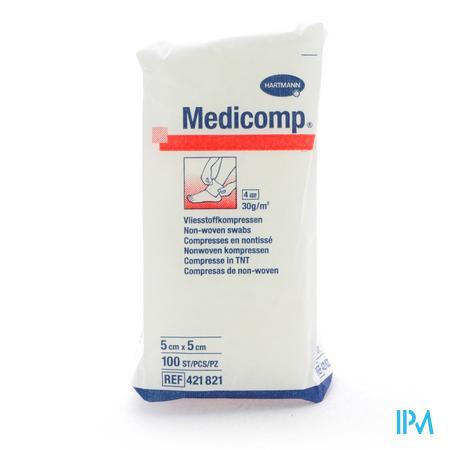 HARTMANN
Medicomp®
4
30g/m²
Vliesstoffkompressen
Non-woven swabs
Compresses en nontissé
Nonwoven kompressen
Compresse in TNT
Compresas de non-woven
5 cm x 5 cm
100 ST/PCS/PZ
REF 421 821
IPM